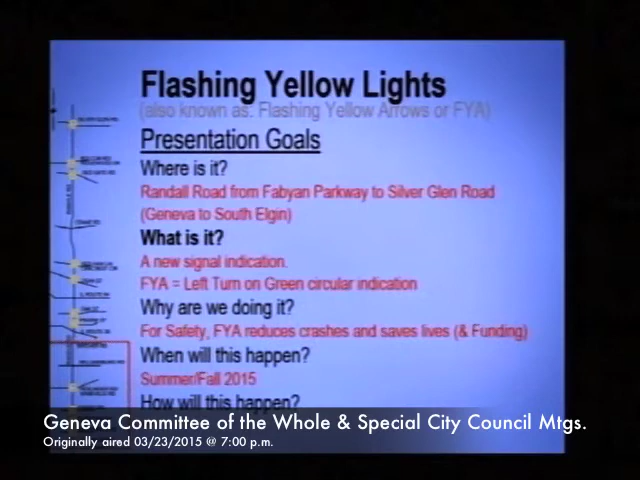 Flashing Yellow Lights
(also known as: Flashing Yellow Arrows or FYA)
Presentation Goals
Where is it?
Randall Road from Fabyan Parkway to Silver Glen Road
(Geneva to South Elgin)
What is it?
A new signal indication.
FYA = Left Turn on Green circular indication
Why are we doing it?
For Safety, FYA reduces crashes and saves lives (& Funding)
When will this happen?
Summer/Fall 2015
How will this happen?
Geneva Committee of the Whole & Special City Council Mtgs.
Originally aired 03/23/2015 @ 7:00 p.m.